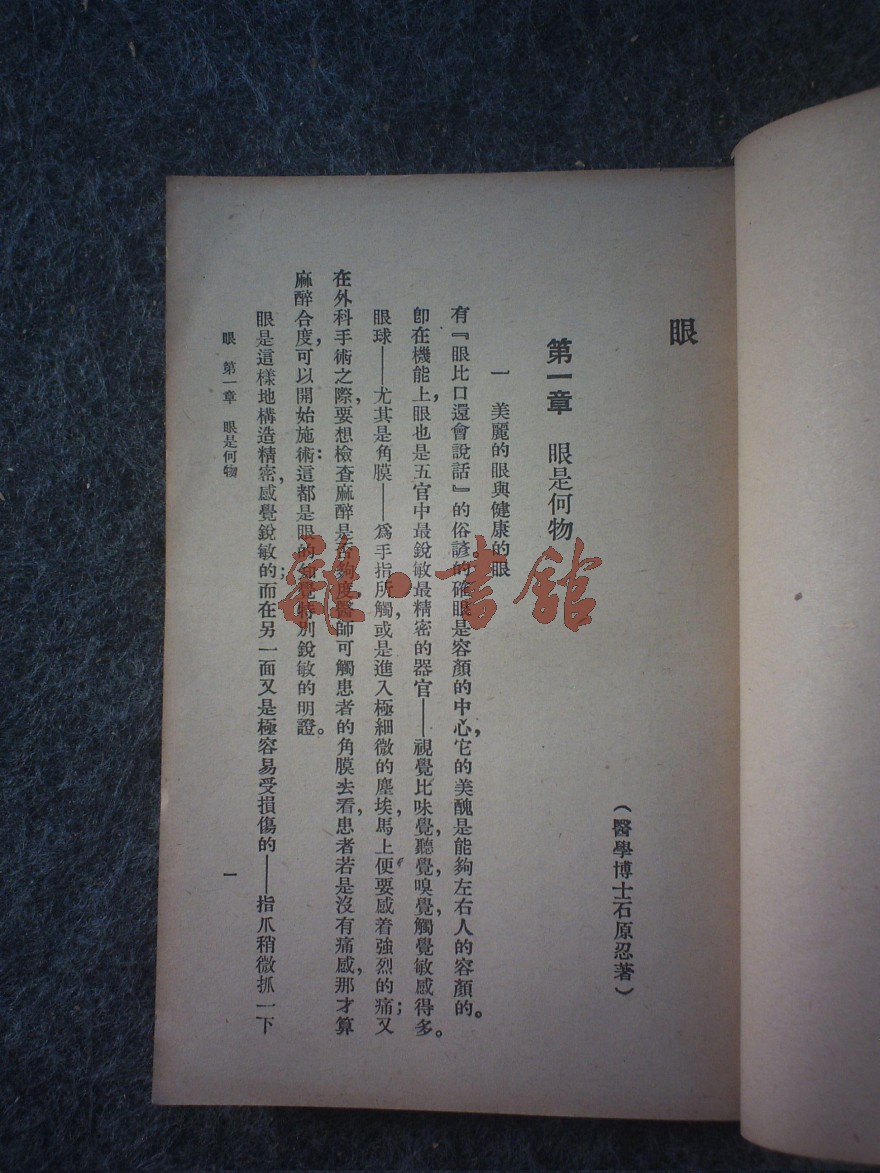 眼
（醫學博士石原忍著）
第一章　眼是何物
一　美麗的眼與健康的眼
有『眼比口還會說話』的俗諺。的確眼是容顏的中心，它的美醜是能夠左右人的容顏的。
卽在機能上，眼也是五官中最銳敏最精密的器官——視覺比味覺，聽覺，嗅覺，觸覺敏感得多。
眼球——尤其是角膜——爲手指所觸，或是進入極細微的塵埃，馬上便要感着強烈的痛；又
在外科手術之際，要想檢查麻醉是否夠度，醫師可觸患者的角膜去看，患者若是沒有痛感，那才算
麻醉合度，可以開始施術：這都是眼的知覺特別銳敏的明證。
眼是這樣地構造精密，感覺銳敏的；而在另一面又是極容易受損傷的——指爪稍微抓一下
眼　第一章　眼是何物
一
雜·書館